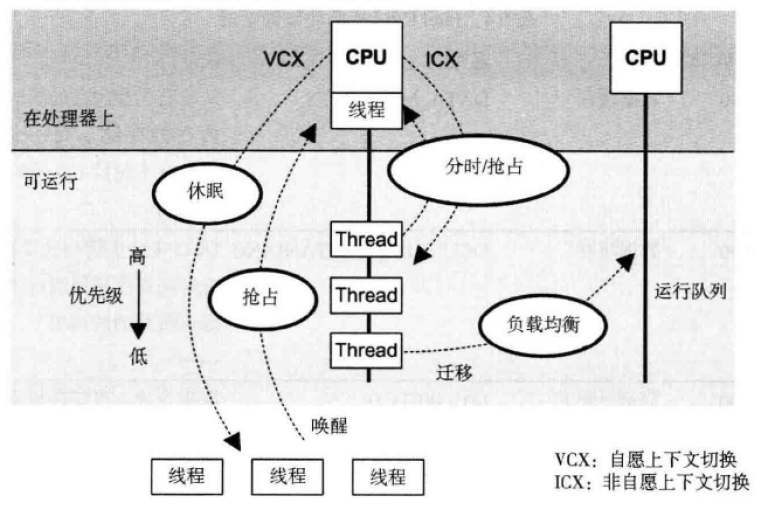 VCX
CPU
ICX
CPU
线程
在处理器上
可运行
休眠
分时/抢占
高
优先级
低
Thread
Thread
Thread
抢占
负载均衡
运行队列
迁移
唤醒
线程
线程
线程
VCX：自愿上下文切换
ICX：非自愿上下文切换